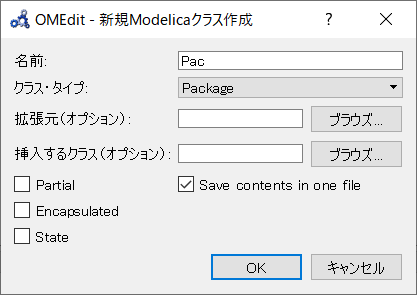 OMEdit - 新規Modelicaクラス作成
名前: Pac
クラス・タイプ: Package
拡張元(オプション): ブラウズ...
挿入するクラス(オプション): ブラウズ...
Partial Save contents in one file
Encapsulated
State
OK キャンセル